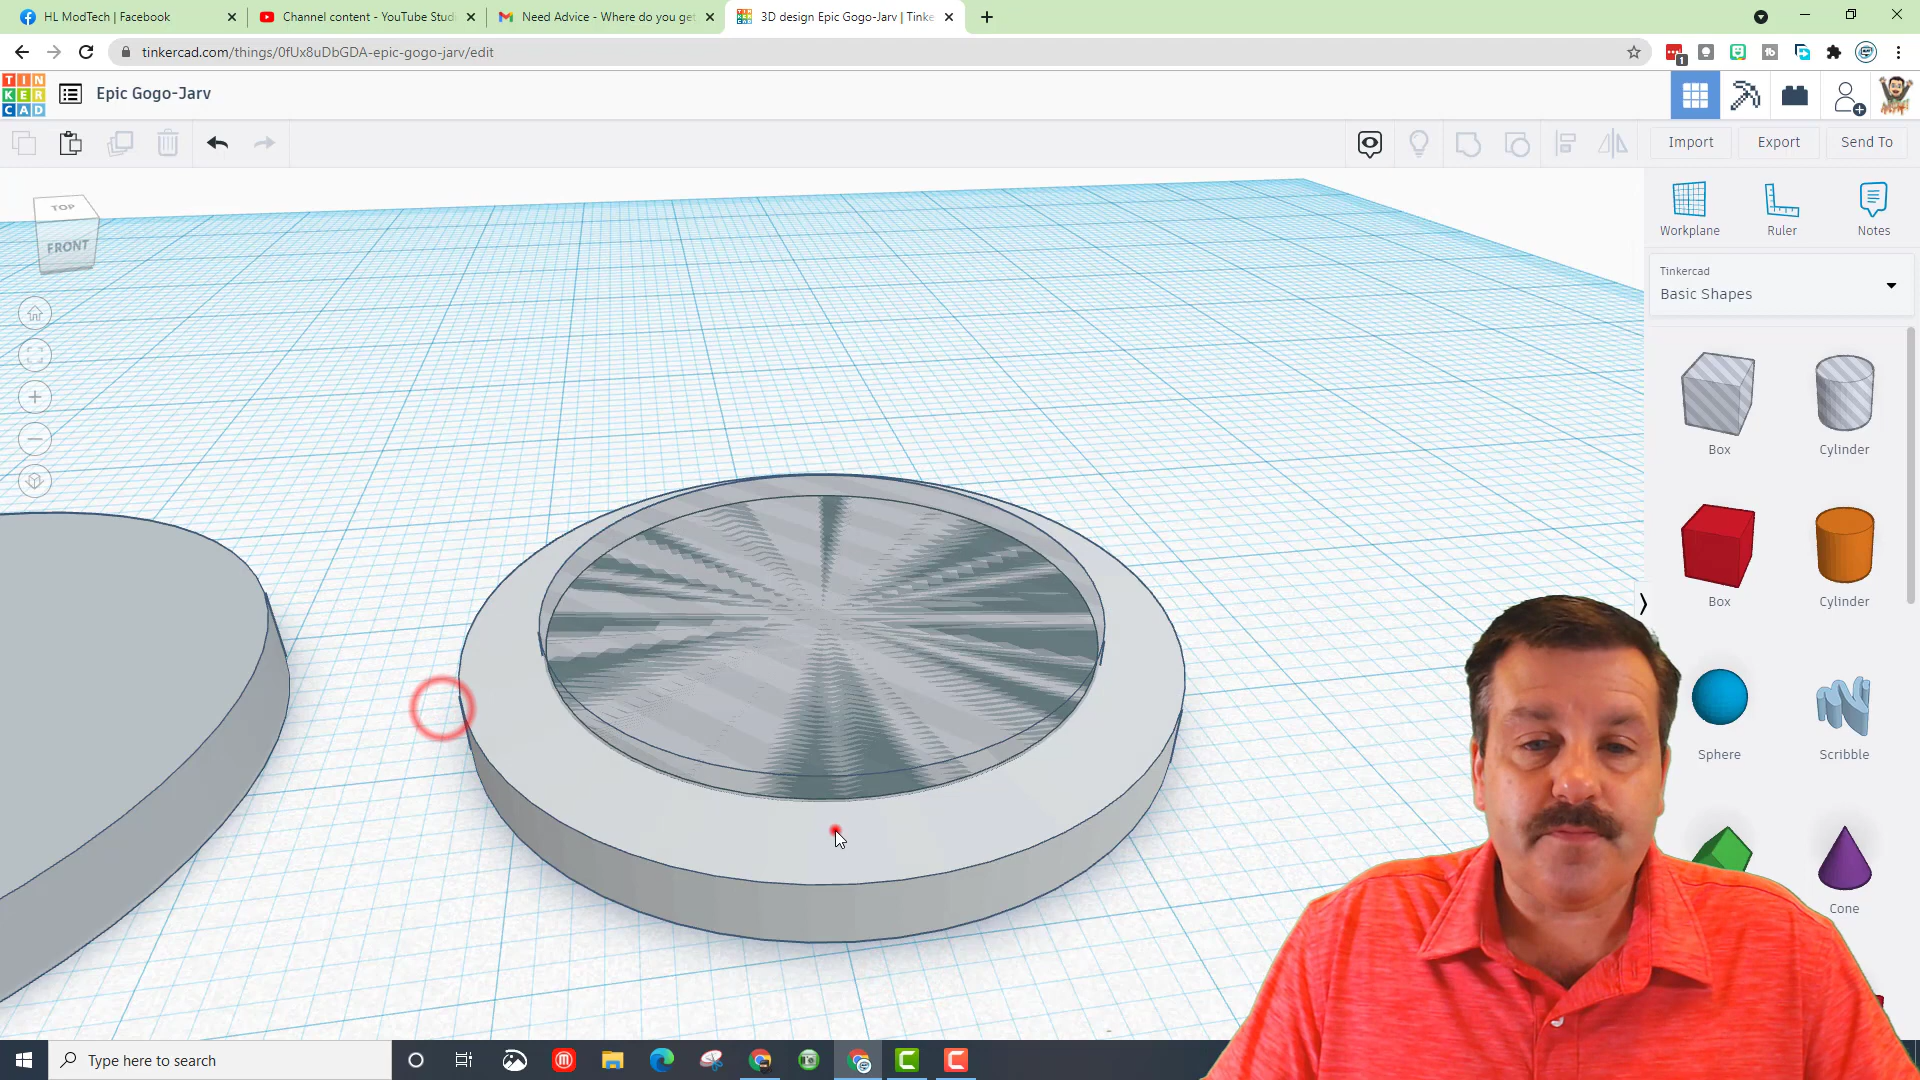 HL ModTech | Facebook
Channel content - YouTube Studi
Need Advice - Where do you get
3D design Epic Gogo-Jarv | Tinke
tinkercad.com/things/0fUx8uDbGDA-epic-gogo-jarv/edit
1
TIN
KER
CAD
Epic Gogo-Jarv
Import
Export
Send To
TOP
FRONT
Workplane
Ruler
Notes
Tinkercad
Basic Shapes
Box
Cylinder
Box
Cylinder
Sphere
Scribble
Cone
Type here to search